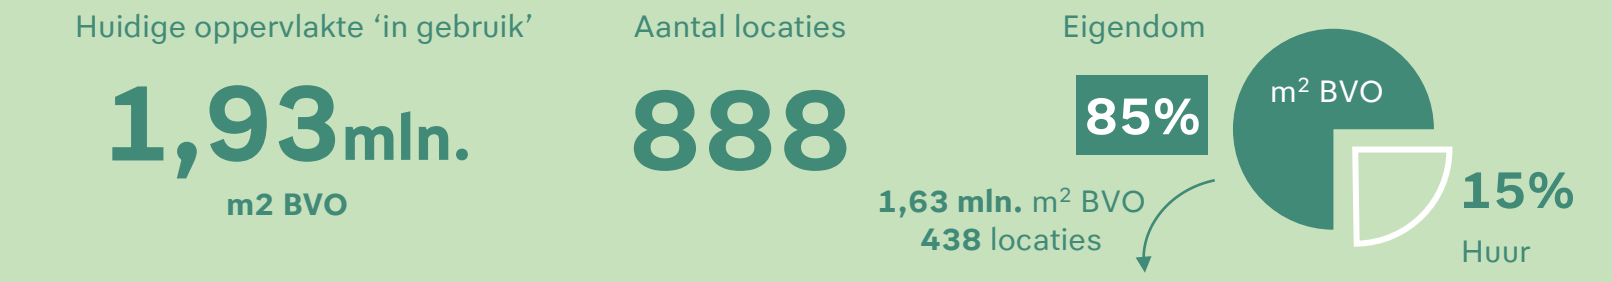 Huidige oppervlakte ‘in gebruik’
1,93mln.
m2 BVO
Aantal locaties
888
Eigendom
85%
1,63 mln. m² BVO
438 locaties
m² BVO
15%
Huur